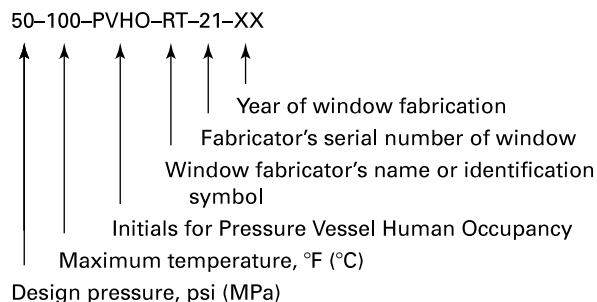 50–100–PVHO–RT–21–XX
Year of window fabrication
Fabricator’s serial number of window
Window fabricator’s name or identification
symbol
Initials for Pressure Vessel Human Occupancy
Maximum temperature, °F (°C)
Design pressure, psi (MPa)